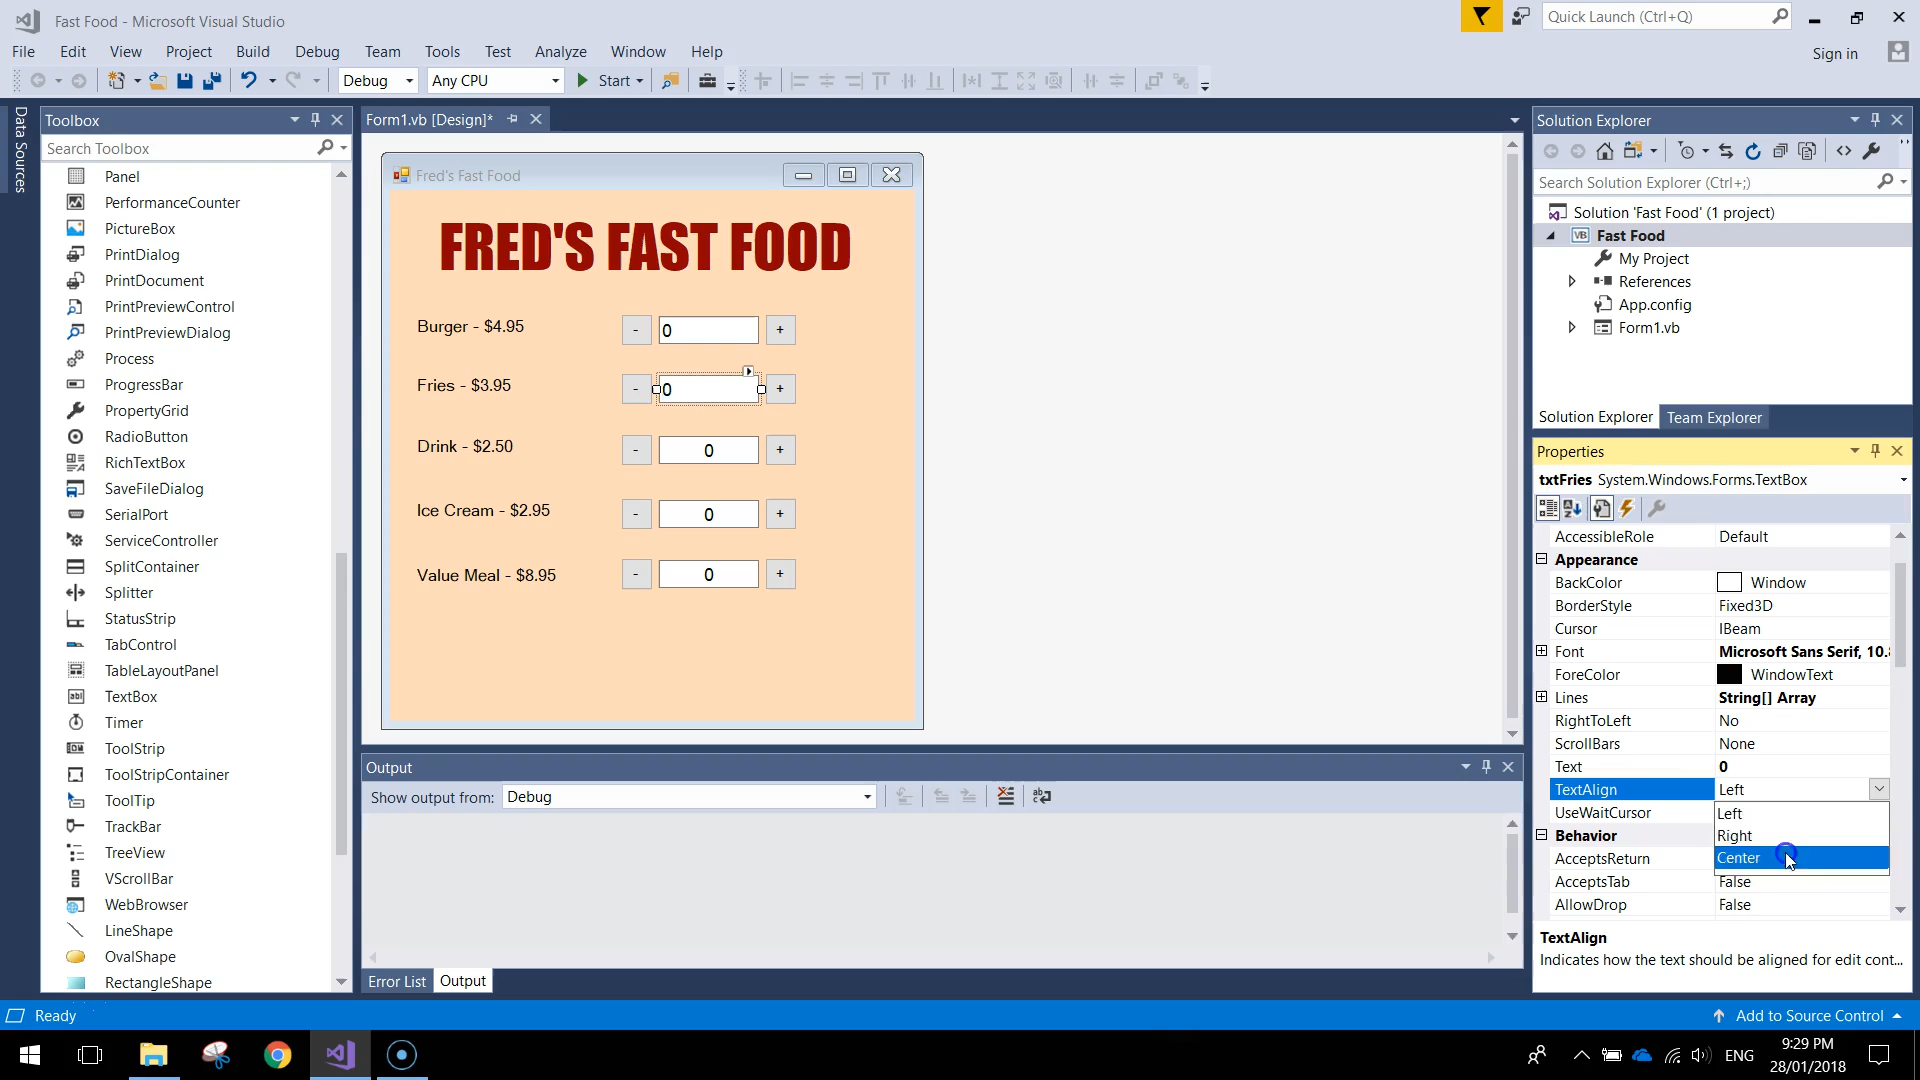 Fast Food - Microsoft Visual Studio
Quick Launch (Ctrl+Q)
File Edit View Project Build Debug Team Tools Test Analyze Window Help
Sign in
Debug Any CPU Start
Data Sources
Toolbox
Search Toolbox
Panel
PerformanceCounter
PictureBox
PrintDialog
PrintDocument
PrintPreviewControl
PrintPreviewDialog
Process
ProgressBar
PropertyGrid
RadioButton
RichTextBox
SaveFileDialog
SerialPort
ServiceController
SplitContainer
Splitter
StatusStrip
TabControl
TableLayoutPanel
TextBox
Timer
ToolStrip
ToolStripContainer
ToolTip
TrackBar
TreeView
VScrollBar
WebBrowser
LineShape
OvalShape
RectangleShape
Form1.vb [Design]*
Fred's Fast Food
FRED'S FAST FOOD
Burger - $4.95 - 0 +
Fries - $3.95 - 0 +
Drink - $2.50 - 0 +
Ice Cream - $2.95 - 0 +
Value Meal - $8.95 - 0 +
Output
Show output from: Debug
Error List Output
Solution Explorer
Search Solution Explorer (Ctrl+;)
Solution 'Fast Food' (1 project)
VB Fast Food
My Project
References
App.config
Form1.vb
Solution Explorer Team Explorer
Properties
txtFries System.Windows.Forms.TextBox
AccessibleRole Default
Appearance
BackColor Window
BorderStyle Fixed3D
Cursor IBeam
Font Microsoft Sans Serif, 10.8
ForeColor WindowText
Lines String[] Array
RightToLeft No
ScrollBars None
Text 0
TextAlign Left
UseWaitCursor Left
Right
Behavior
AcceptsReturn Center
AcceptsTab False
AllowDrop False
TextAlign
Indicates how the text should be aligned for edit cont...
Ready
Add to Source Control
ENG
9:29 PM
28/01/2018